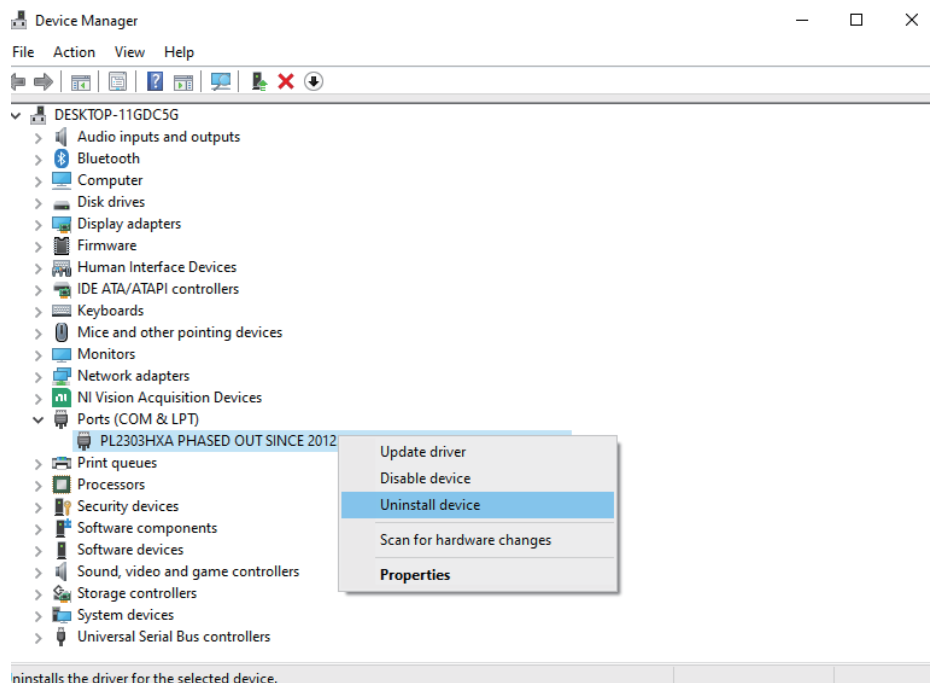 Device Manager
File Action View Help
DESKTOP-11GDC5G
Audio inputs and outputs
Bluetooth
Computer
Disk drives
Display adapters
Firmware
Human Interface Devices
IDE ATA/ATAPI controllers
Keyboards
Mice and other pointing devices
Monitors
Network adapters
NI Vision Acquisition Devices
Ports (COM & LPT)
PL2303HXA PHASED OUT SINCE 2012
Print queues
Processors
Security devices
Software components
Software devices
Sound, video and game controllers
Storage controllers
System devices
Universal Serial Bus controllers
Update driver
Disable device
Uninstall device
Scan for hardware changes
Properties
ninstalls the driver for the selected device.